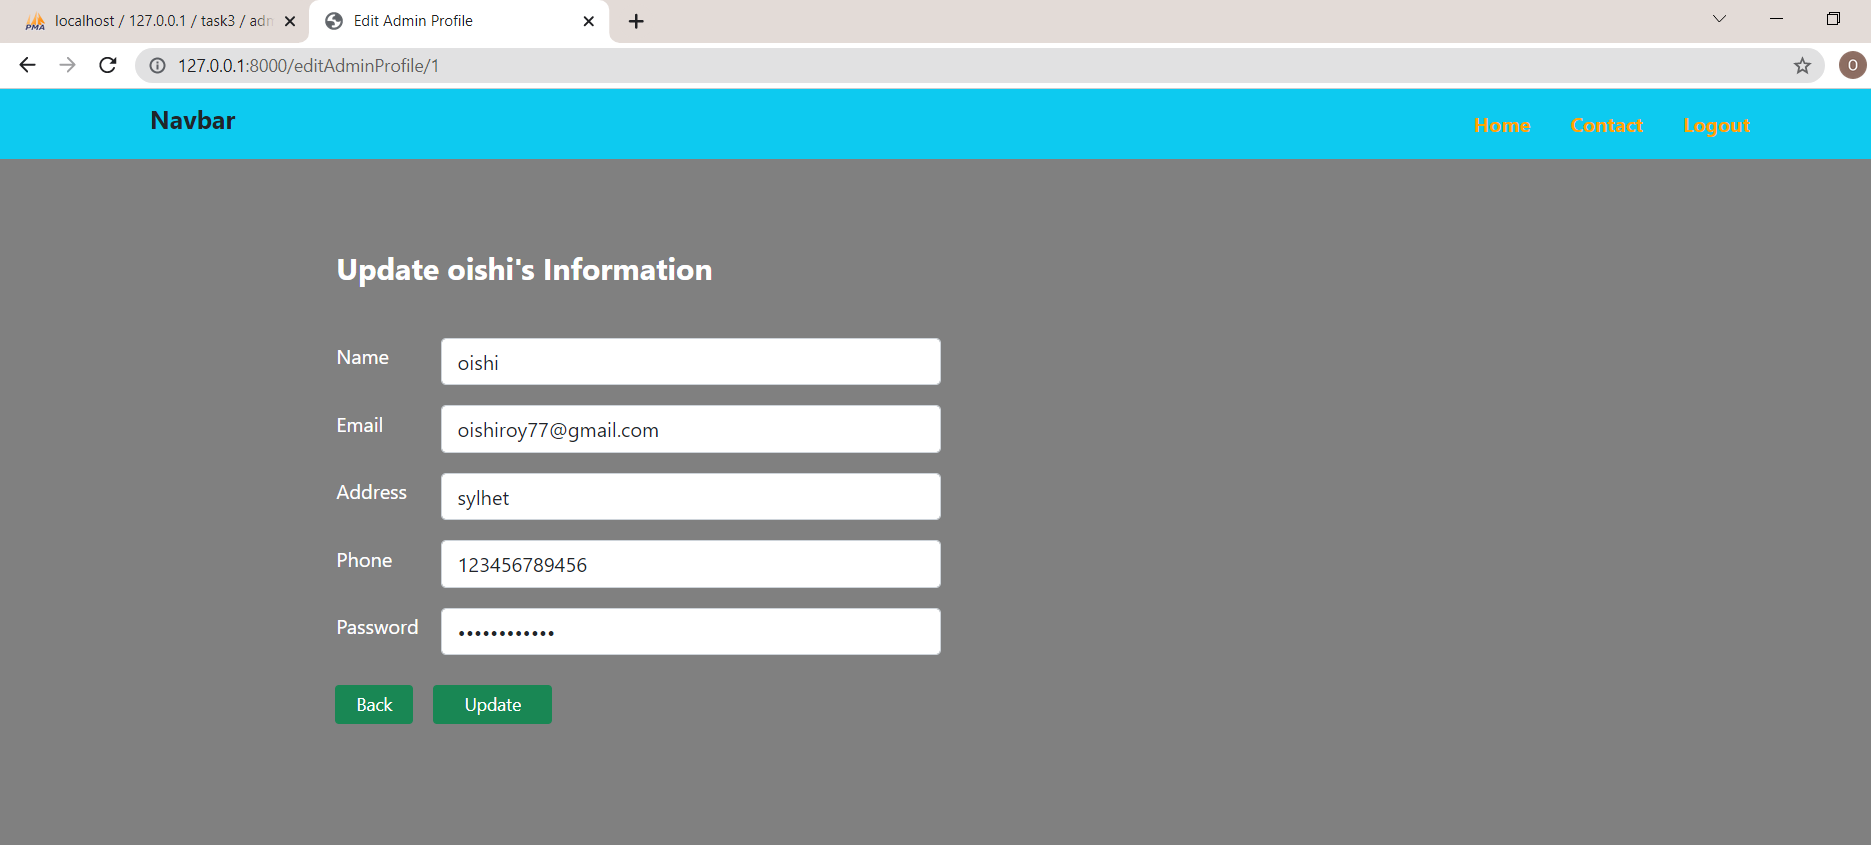 PMA localhost / 127.0.0.1 / task3 / adn
Edit Admin Profile
127.0.0.1:8000/editAdminProfile/1
O
Navbar
Home Contact Logout
Update oishi's Information
Name oishi
Email oishiroy77@gmail.com
Address sylhet
Phone 123456789456
Password ••••••••••••
Back Update